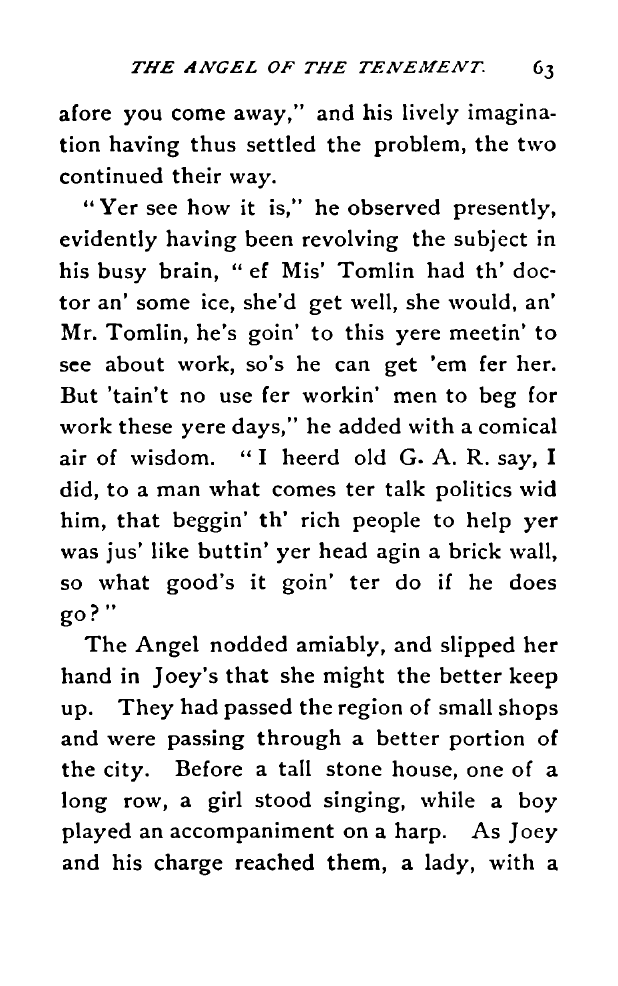 THE ANGEL OF THE TENEMENT. 63
afore you come away,” and his lively imagina-
tion having thus settled the problem, the two
continued their way.
“Yer see how it is,” he observed presently,
evidently having been revolving the subject in
his busy brain, “ef Mis’ Tomlin had th’ doc-
tor an’ some ice, she’d get well, she would, an’
Mr. Tomlin, he’s goin’ to this yere meetin’ to
see about work, so’s he can get ’em fer her.
But ’tain’t no use fer workin’ men to beg for
work these yere days,” he added with a comical
air of wisdom. “I heerd old G. A. R. say, I
did, to a man what comes ter talk politics wid
him, that beggin’ th’ rich people to help yer
was jus’ like buttin’ yer head agin a brick wall,
so what good’s it goin’ ter do if he does
go?”
The Angel nodded amiably, and slipped her
hand in Joey’s that she might the better keep
up. They had passed the region of small shops
and were passing through a better portion of
the city. Before a tall stone house, one of a
long row, a girl stood singing, while a boy
played an accompaniment on a harp. As Joey
and his charge reached them, a lady, with a